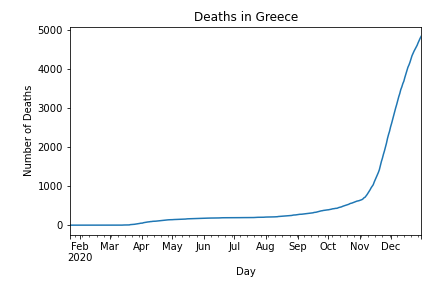 Deaths in Greece
5000
4000
3000
2000
1000
0
Number of Deaths
Feb Mar Apr May Jun Jul Aug Sep Oct Nov Dec
2020
Day